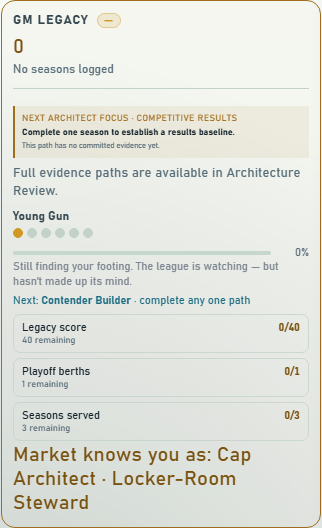 GM LEGACY —
0
No seasons logged
NEXT ARCHITECT FOCUS · COMPETITIVE RESULTS
Complete one season to establish a results baseline.
This path has no committed evidence yet.
Full evidence paths are available in Architecture
Review.
Young Gun
0%
Still finding your footing. The league is watching — but
hasn't made up its mind.
Next: Contender Builder · complete any one path
Legacy score 0/40
40 remaining
Playoff berths 0/1
1 remaining
Seasons served 0/3
3 remaining
Market knows you as: Cap
Architect · Locker-Room
Steward